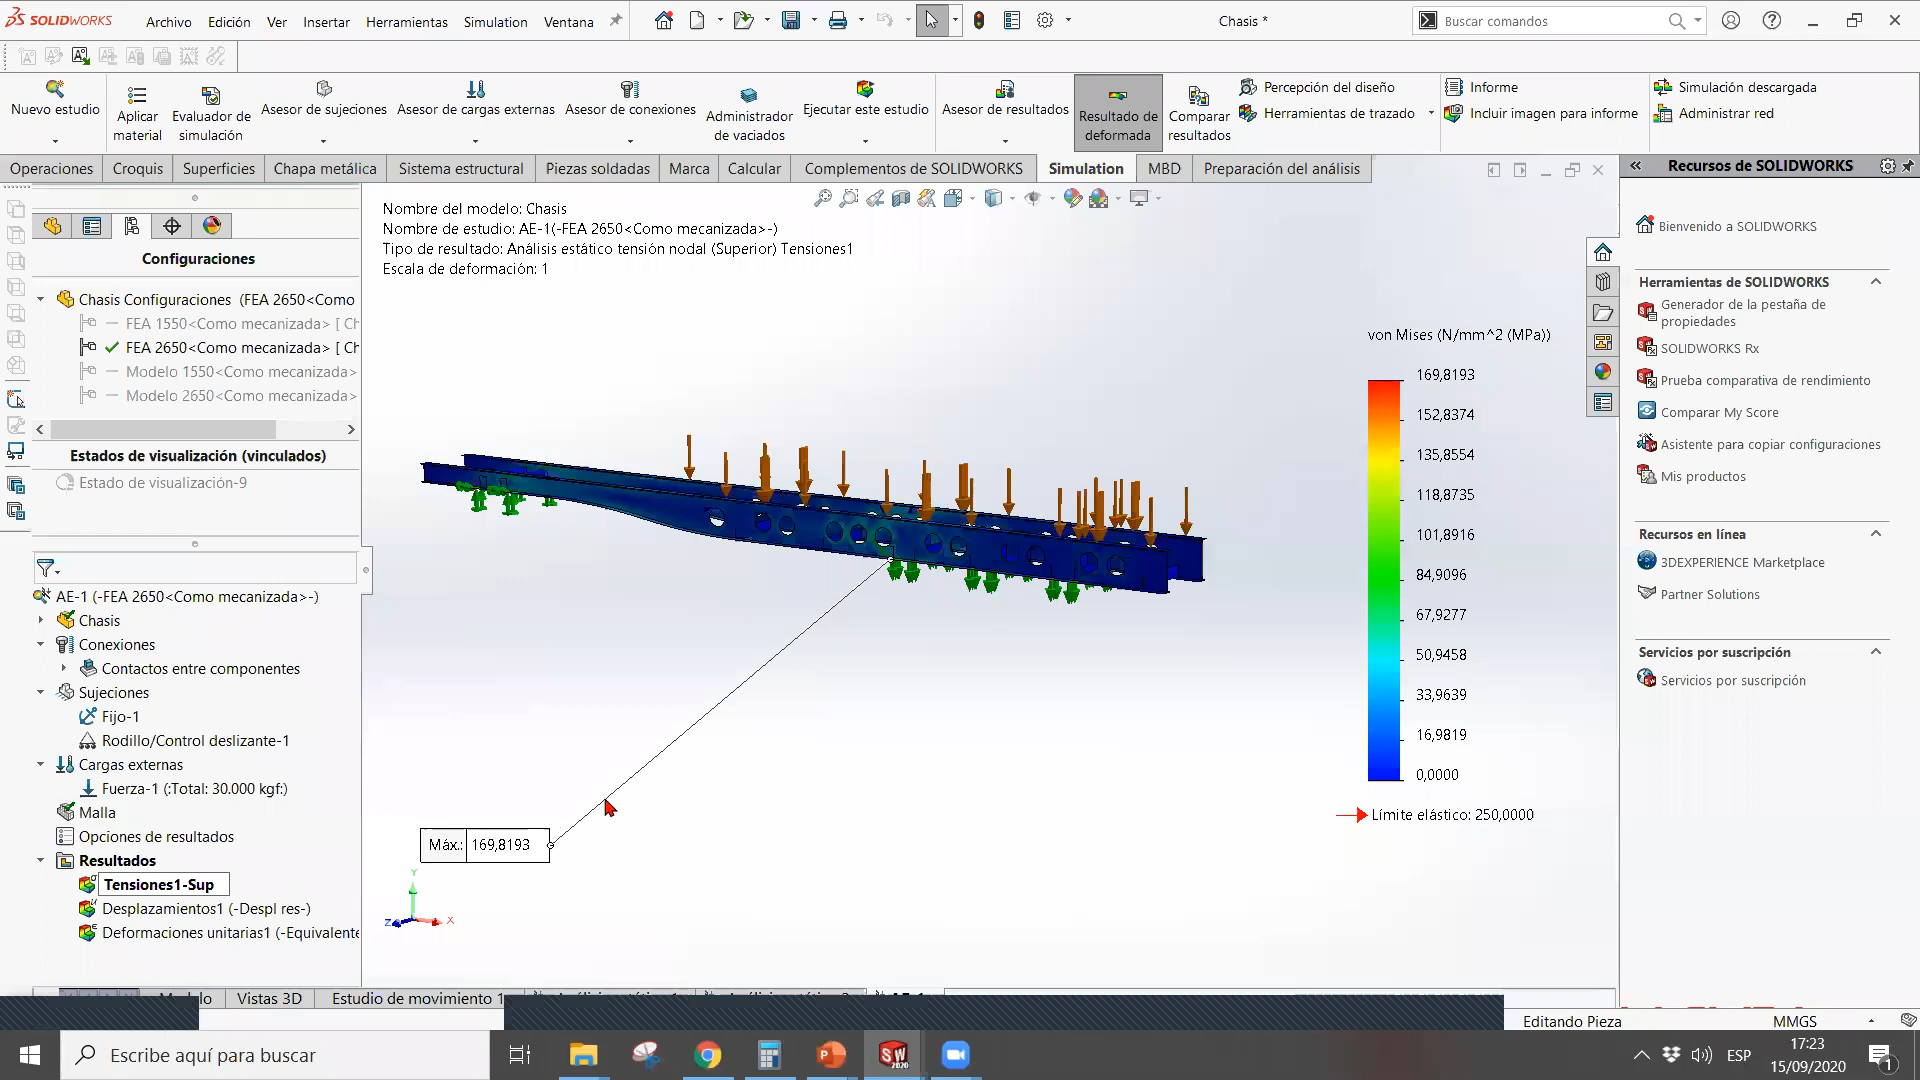 SOLIDWORKS
Archivo
Edición
Ver
Insertar
Herramientas
Simulation
Ventana
Chasis *
Buscar comandos
Nuevo estudio
Aplicar material
Evaluador de simulación
Asesor de sujeciones
Asesor de cargas externas
Asesor de conexiones
Administrador de vaciados
Ejecutar este estudio
Asesor de resultados
Resultado de deformada
Comparar resultados
Percepción del diseño
Herramientas de trazado
Informe
Incluir imagen para informe
Simulación descargada
Administrar red
Operaciones
Croquis
Superficies
Chapa metálica
Sistema estructural
Piezas soldadas
Marca
Calcular
Complementos de SOLIDWORKS
Simulation
MBD
Preparación del análisis
Configuraciones
Chasis Configuraciones (FEA 2650<Como
FEA 1550<Como mecanizada> [ Ch
FEA 2650<Como mecanizada> [ Ch
Modelo 1550<Como mecanizada>
Modelo 2650<Como mecanizada>
Estados de visualización (vinculados)
Estado de visualización-9
AE-1 (-FEA 2650<Como mecanizada>-)
Chasis
Conexiones
Contactos entre componentes
Sujeciones
Fijo-1
Rodillo/Control deslizante-1
Cargas externas
Fuerza-1 (:Total: 30.000 kgf:)
Malla
Opciones de resultados
Resultados
Tensiones1-Sup
Desplazamientos1 (-Despl res-)
Deformaciones unitarias1 (-Equivalente
Nombre del modelo: Chasis
Nombre de estudio: AE-1(-FEA 2650<Como mecanizada>-)
Tipo de resultado: Análisis estático tensión nodal (Superior) Tensiones1
Escala de deformación: 1
von Mises (N/mm^2 (MPa))
169,8193
152,8374
135,8554
118,8735
101,8916
84,9096
67,9277
50,9458
33,9639
16,9819
0,0000
Límite elástico: 250,0000
Máx.: 169,8193
Y
Z
X
Recursos de SOLIDWORKS
Bienvenido a SOLIDWORKS
Herramientas de SOLIDWORKS
Generador de la pestaña de
propiedades
SOLIDWORKS Rx
Prueba comparativa de rendimiento
Comparar My Score
Asistente para copiar configuraciones
Mis productos
Recursos en línea
3DEXPERIENCE Marketplace
Partner Solutions
Servicios por suscripción
Servicios por suscripción
Vistas 3D
Estudio de movimiento 1
Editando Pieza
MMGS
Escribe aquí para buscar
SW
2020
ESP
17:23
15/09/2020
1